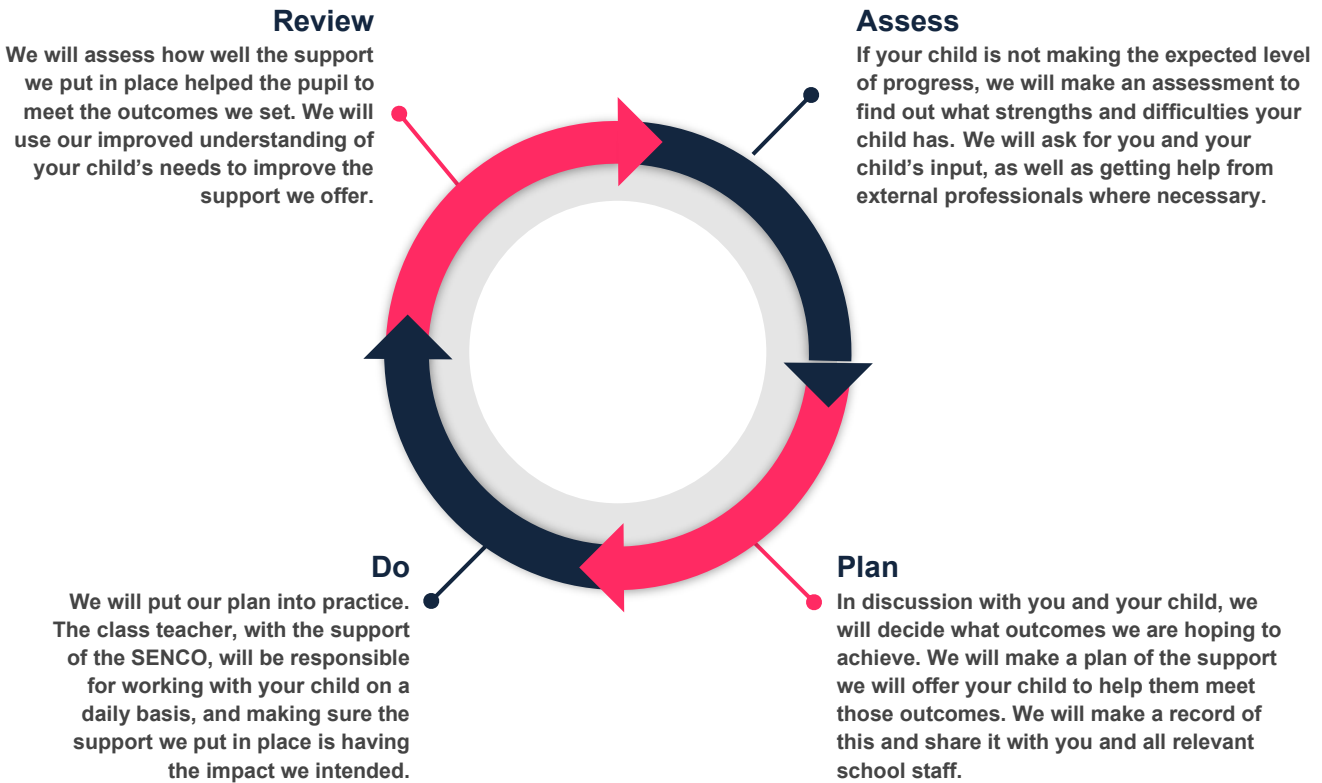 Review
We will assess how well the support
we put in place helped the pupil to
meet the outcomes we set. We will
use our improved understanding of
your child’s needs to improve the
support we offer.
Assess
If your child is not making the expected level
of progress, we will make an assessment to
find out what strengths and difficulties your
child has. We will ask for you and your
child’s input, as well as getting help from
external professionals where necessary.
Do
We will put our plan into practice.
The class teacher, with the support
of the SENCO, will be responsible
for working with your child on a
daily basis, and making sure the
support we put in place is having
the impact we intended.
Plan
In discussion with you and your child, we
will decide what outcomes we are hoping to
achieve. We will make a plan of the support
we will offer your child to help them meet
those outcomes. We will make a record of
this and share it with you and all relevant
school staff.